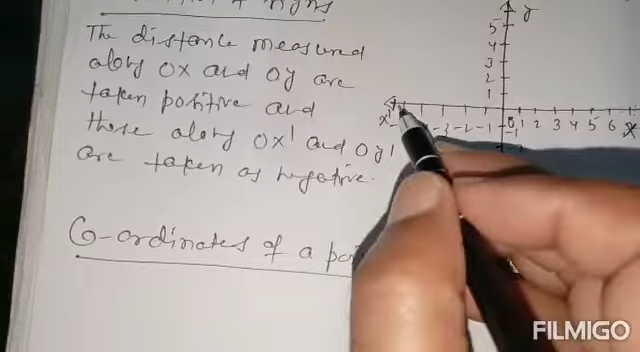 The distance measured
along OX and OY are
taken positive and
those along OX' and OY'
are taken as negative.
Co-ordinates of a
y
5
4
3
2
1
X' -3 -2 -1 0 1 2 3 4 5 6 X
-1
FILMIGO